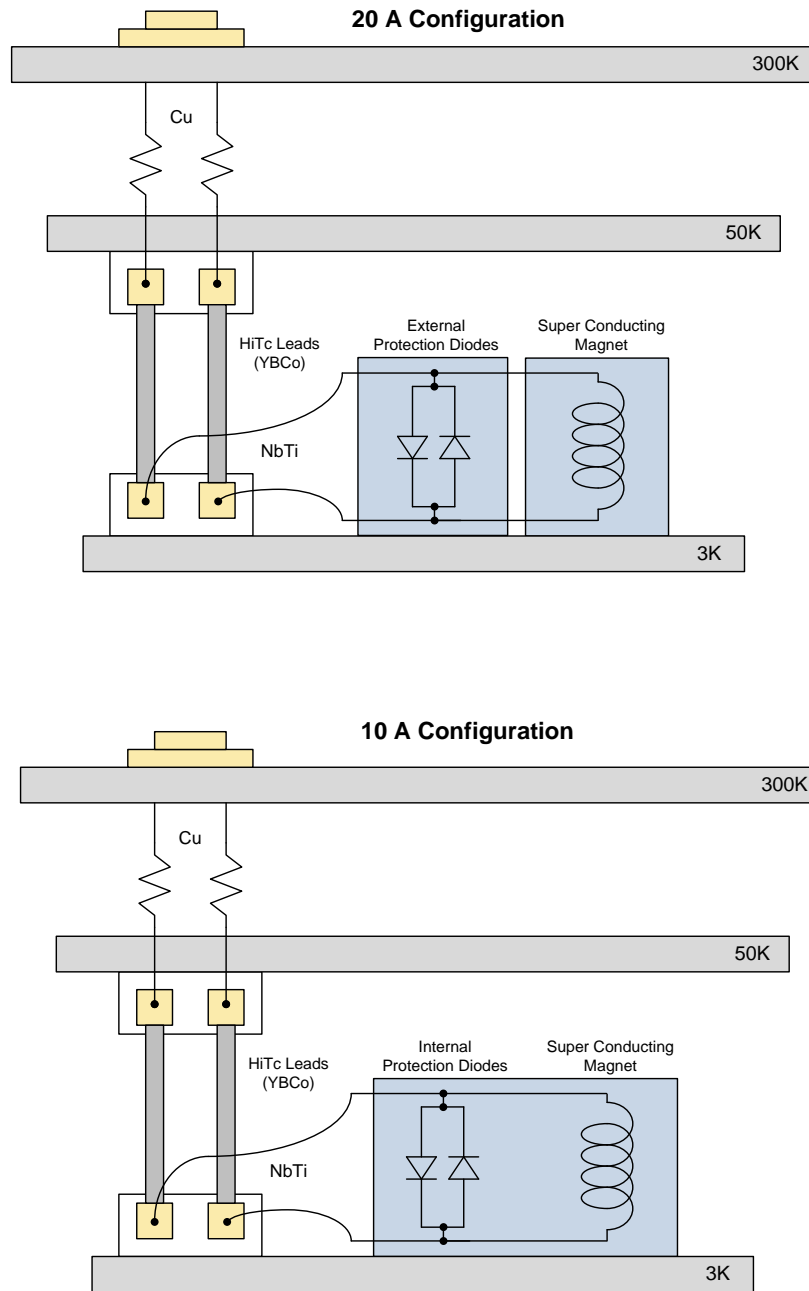 20 A Configuration
300K
Cu
50K
External
Protection Diodes
Super Conducting
Magnet
HiTc Leads
(YBCo)
NbTi
3K
10 A Configuration
300K
Cu
50K
Internal
Protection Diodes
Super Conducting
Magnet
HiTc Leads
(YBCo)
NbTi
3K